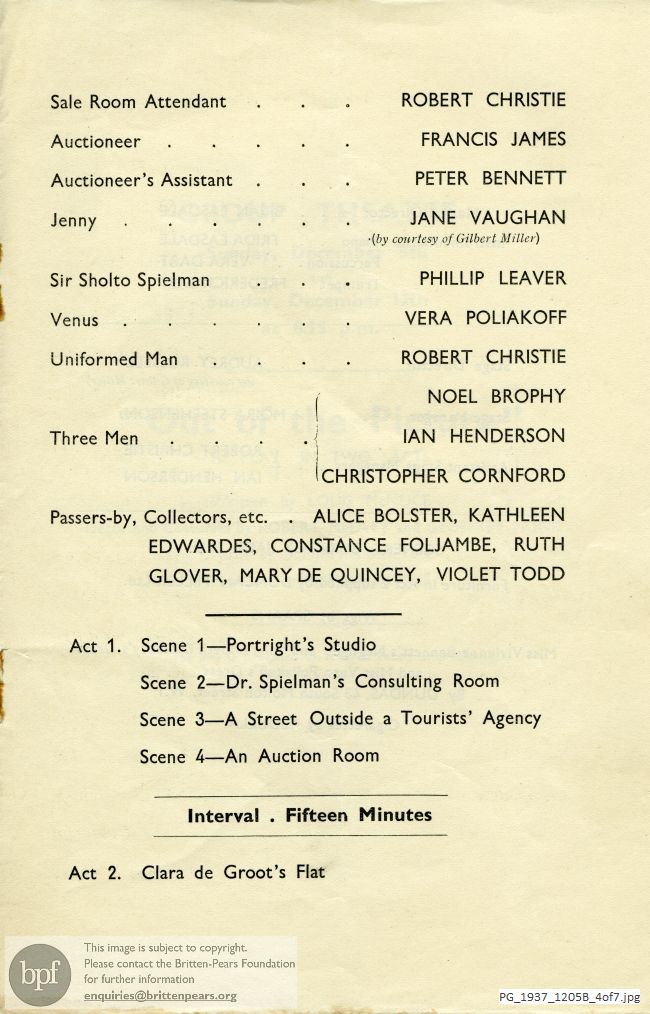 Sale Room Attendant . . . ROBERT CHRISTIE
Auctioneer . . . . . FRANCIS JAMES
Auctioneer's Assistant . . . PETER BENNETT
Jenny . . . . . . JANE VAUGHAN
(by courtesy of Gilbert Miller)
Sir Sholto Spielman . . . PHILLIP LEAVER
Venus . . . . . . VERA POLIAKOFF
Uniformed Man . . . . ROBERT CHRISTIE
NOEL BROPHY
Three Men . . . . IAN HENDERSON
CHRISTOPHER CORNFORD
Passers-by, Collectors, etc. . ALICE BOLSTER, KATHLEEN
EDWARDES, CONSTANCE FOLJAMBE, RUTH
GLOVER, MARY DE QUINCEY, VIOLET TODD
Act 1. Scene 1—Portright's Studio
Scene 2—Dr. Spielman's Consulting Room
Scene 3—A Street Outside a Tourists' Agency
Scene 4—An Auction Room
Interval . Fifteen Minutes
Act 2. Clara de Groot's Flat
bpf
This image is subject to copyright.
Please contact the Britten-Pears Foundation
for further information
enquiries@brittenpears.org
PG_1937_1205B_4of7.jpg